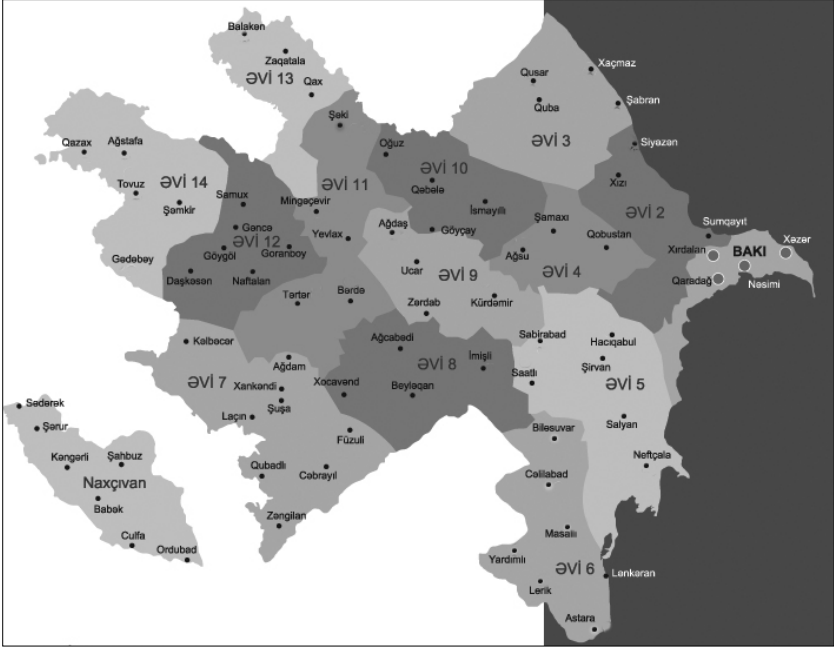 Balakən
Zaqatala
ƏVİ 13
Qax
Xaçmaz
Qusar
Quba
Şabran
ƏVİ 3
Şəki
Oğuz
Siyəzən
Qazax
Ağstafa
ƏVİ 10
Qəbələ
Xızı
Tovuz
ƏVİ 14
Samux
Mingəçevir
ƏVİ 11
İsmayıllı
ƏVİ 2
Şəmkir
Gəncə
Ağdaş
Göyçay
Şamaxı
Sumqayıt
ƏVİ 12
Yevlax
Qobustan
Xəzər
Göygöl
Goranboy
Ağsu
Xırdalan
BAKI
Gədəbəy
Daşkəsən
Naftalan
Ucar
ƏVİ 9
ƏVİ 4
Qaradağ
Nəsimi
Tərtər
Bərdə
Zərdab
Kürdəmir
Kəlbəcər
Ağcabədi
Sabirabad
Hacıqabul
Ağdam
ƏVİ 8
İmişli
Şirvan
ƏVİ 7
Xankəndi
Xocavənd
Beyləqan
Saatlı
ƏVİ 5
Sədərək
Şuşa
Laçın
Salyan
Şərur
Füzuli
Biləsuvar
Kəngərli
Şahbuz
Qubadlı
Cəbrayıl
Neftçala
Naxçıvan
Cəlilabad
Babək
Zəngilan
Culfa
Masallı
Ordubad
Yardımlı
ƏVİ 6
Lənkəran
Lerik
Astara